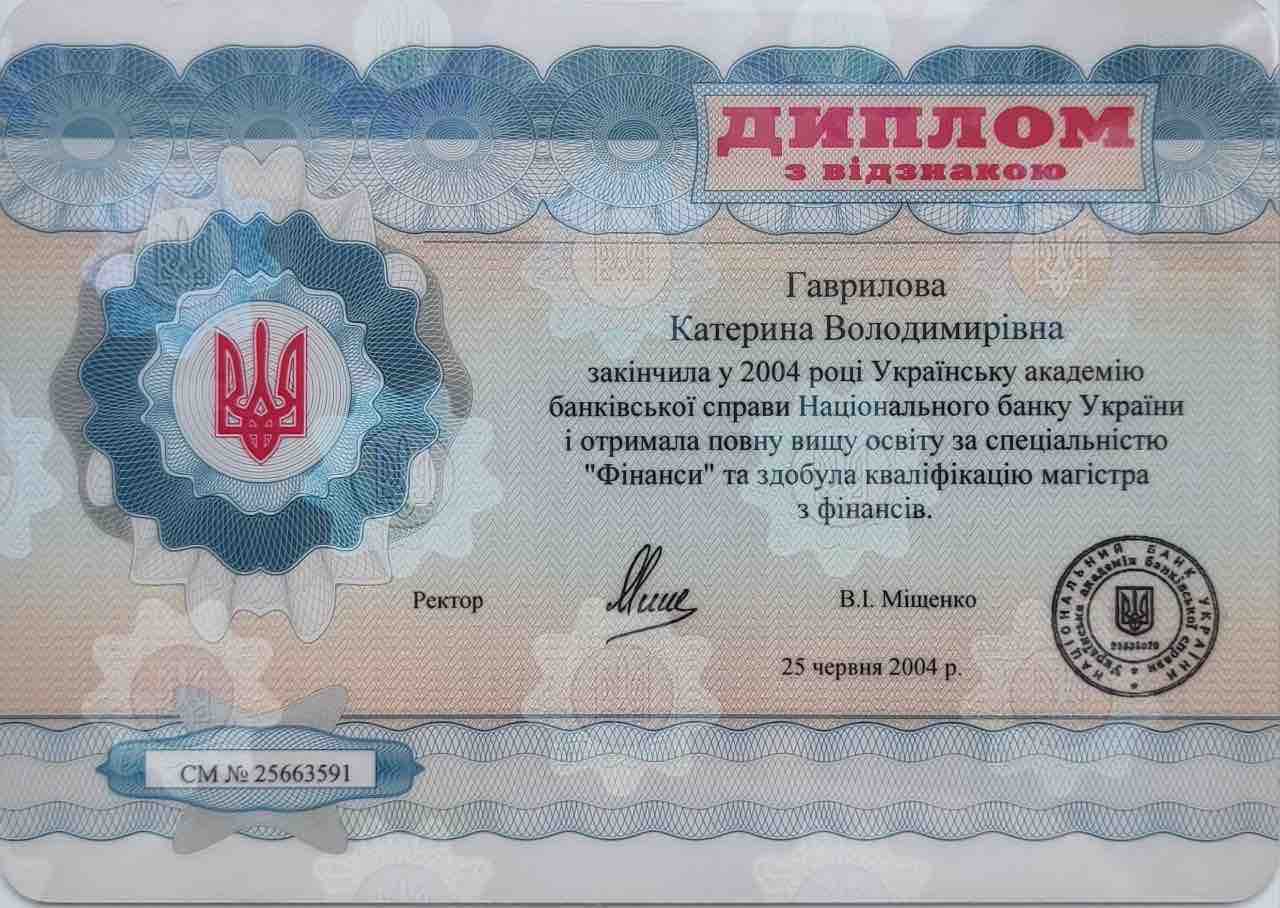 ДИПЛОМ
з відзнакою
Гаврилова
Катерина Володимирівна
закінчила у 2004 році Українську академію
банківської справи Національного банку України
і отримала повну вищу освіту за спеціальністю
"Фінанси" та здобула кваліфікацію магістра
з фінансів.
Ректор
В.І. Міщенко
НАЦІОНАЛЬНИЙ БАНК УКРАЇНИ
Українська академія банківської справи
25 червня 2004 р.
СМ № 25663591